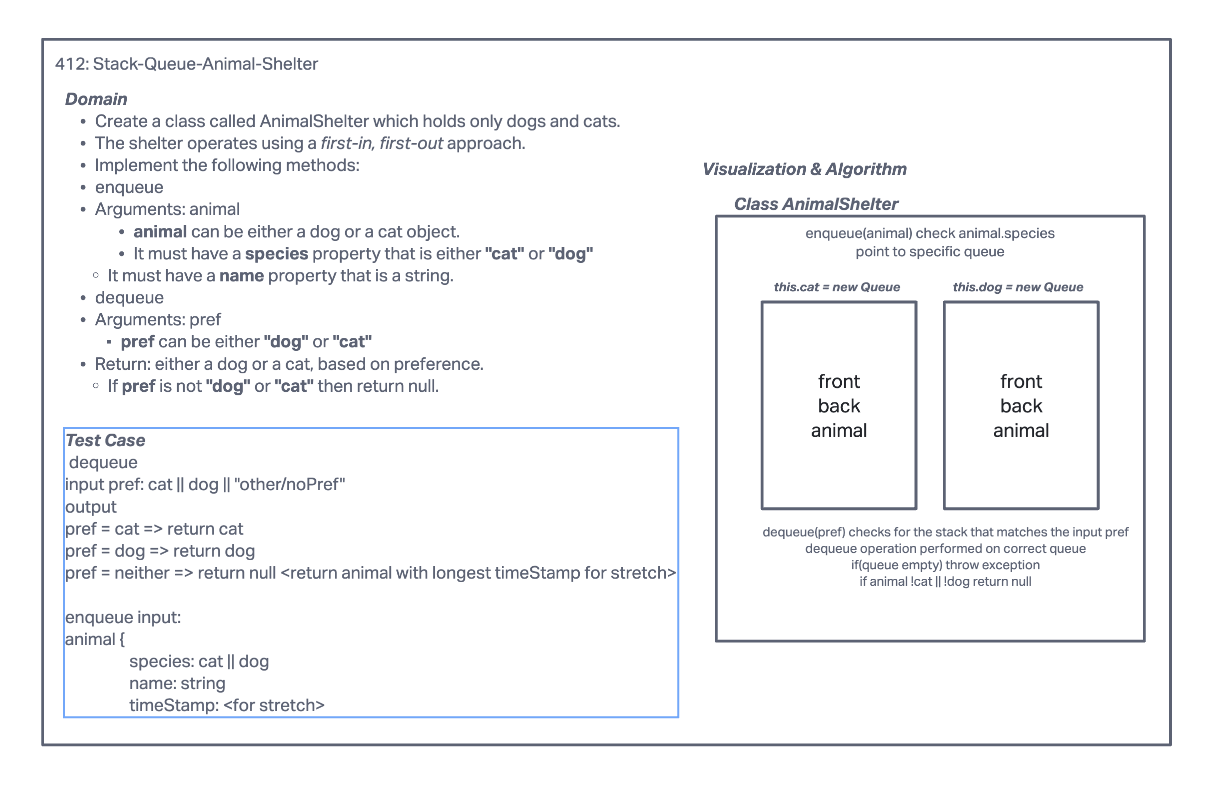 412: Stack-Queue-Animal-Shelter
Domain
• Create a class called AnimalShelter which holds only dogs and cats.
• The shelter operates using a first-in, first-out approach.
• Implement the following methods:
• enqueue
• Arguments: animal
• animal can be either a dog or a cat object.
• It must have a species property that is either "cat" or "dog"
○ It must have a name property that is a string.
• dequeue
• Arguments: pref
▪ pref can be either "dog" or "cat"
• Return: either a dog or a cat, based on preference.
○ If pref is not "dog" or "cat" then return null.
Test Case
dequeue
input pref: cat || dog || "other/noPref"
output
pref = cat => return cat
pref = dog => return dog
pref = neither => return null <return animal with longest timeStamp for stretch>
enqueue input:
animal {
species: cat || dog
name: string
timeStamp: <for stretch>
Visualization & Algorithm
Class AnimalShelter
enqueue(animal) check animal.species
point to specific queue
this.cat = new Queue
front
back
animal
this.dog = new Queue
front
back
animal
dequeue(pref) checks for the stack that matches the input pref
dequeue operation performed on correct queue
if(queue empty) throw exception
if animal !cat || !dog return null